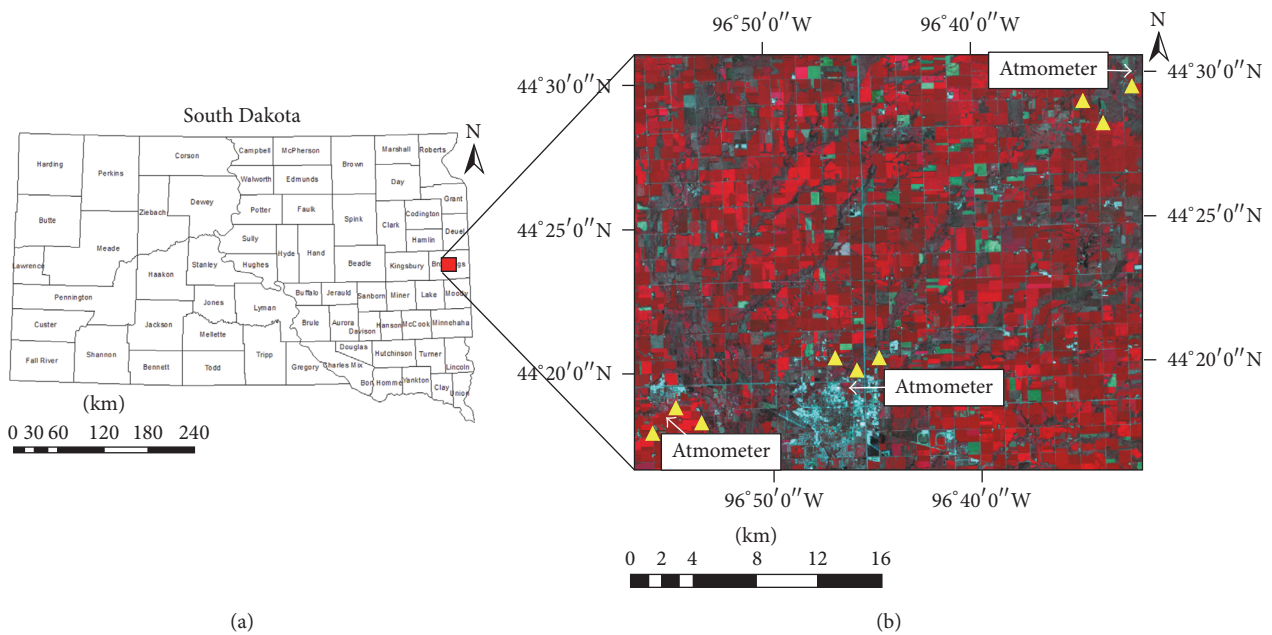 South Dakota
N
Harding
Perkins
Corson
Campbell
McPherson
Brown
Marshall
Roberts
Walworth
Edmunds
Day
Dewey
Ziebach
Potter
Faulk
Grant
Butte
Spink
Clark
Codington
Deuel
Sully
Hamlin
Meade
Hyde
Hand
Lawrence
Haakon
Stanley
Hughes
Beadle
Kingsbury
Pennington
Jones
Lyman
Buffalo
Jerauld
Sanborn
Miner
Lake
Moody
Custer
Jackson
Mellette
Brule
Aurora
Davison
Hanson
McCook
Minnehaha
Fall River
Shannon
Bennett
Todd
Tripp
Gregory
Douglas
Charles Mix
Hutchinson
Turner
Lincoln
Bon Homme
Yankton
Clay
Union
(km)
0 30 60 120 180 240
(a)
96°50′0″W 96°40′0″W
N
44°30′0″N
44°30′0″N
44°25′0″N
44°25′0″N
44°20′0″N
44°20′0″N
Atmometer
Atmometer
Atmometer
96°50′0″W 96°40′0″W
(km)
0 2 4 8 12 16
(b)